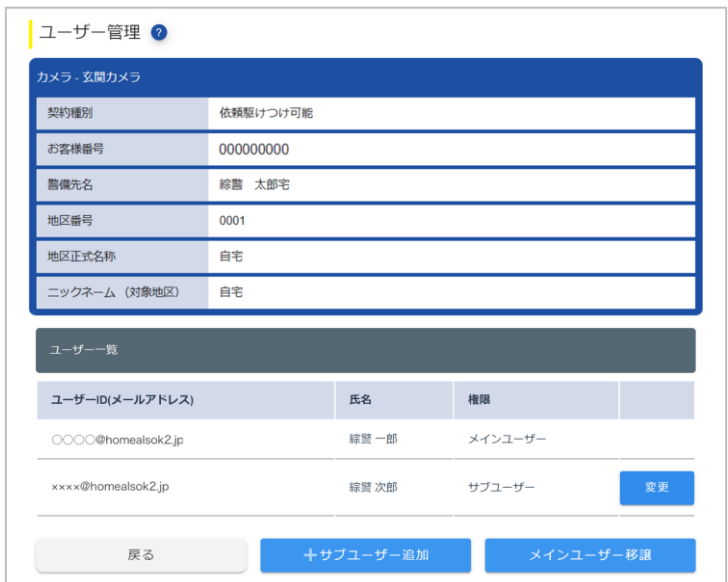 ユーザー管理 ?
カメラ - 玄関カメラ
契約種別 依頼駆けつけ可能
お客様番号 000000000
警備先名 綜警　太郎宅
地区番号 0001
地区正式名称 自宅
ニックネーム （対象地区） 自宅
ユーザー一覧
ユーザーID(メールアドレス) 氏名 権限
〇〇〇〇@homealsok2.jp 綜警 一郎 メインユーザー
××××@homealsok2.jp 綜警 次郎 サブユーザー 変更
戻る ＋サブユーザー追加 メインユーザー移譲